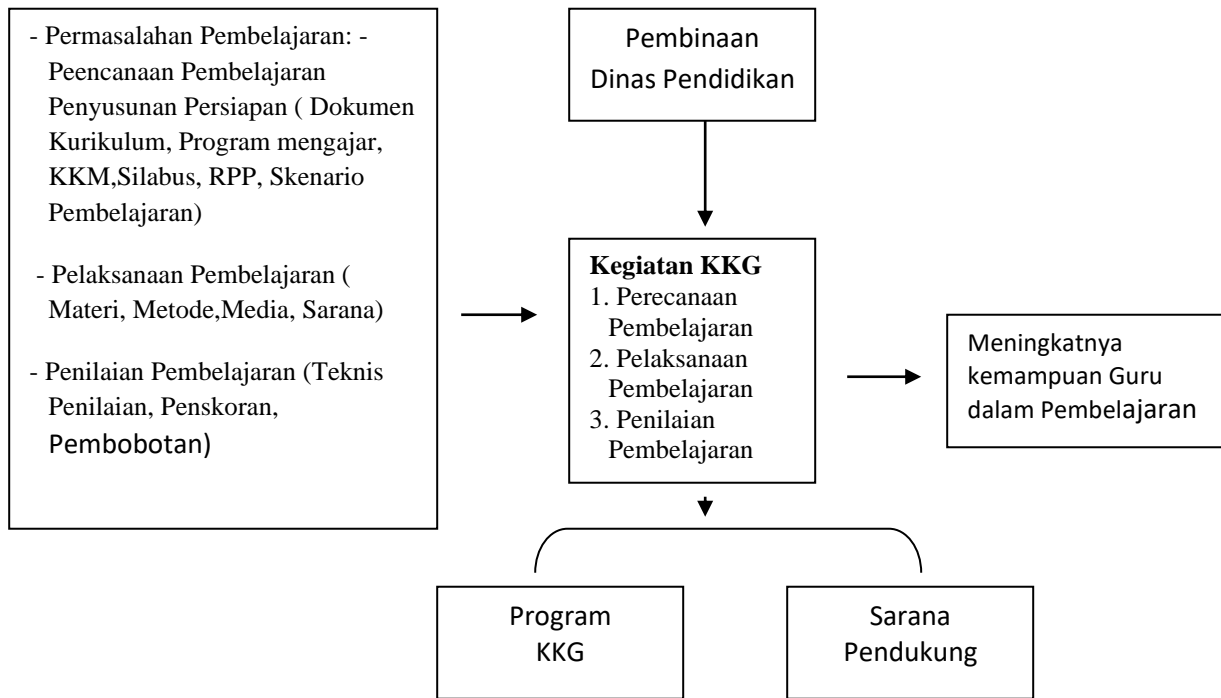 - Permasalahan Pembelajaran: -
Peencanaan Pembelajaran
Penyusunan Persiapan ( Dokumen
Kurikulum, Program mengajar,
KKM,Silabus, RPP, Skenario
Pembelajaran)
- Pelaksanaan Pembelajaran (
Materi, Metode,Media, Sarana)
- Penilaian Pembelajaran (Teknis
Penilaian, Penskoran,
Pembobotan)
Pembinaan
Dinas Pendidikan
Kegiatan KKG
1. Perecanaan
Pembelajaran
2. Pelaksanaan
Pembelajaran
3. Penilaian
Pembelajaran
Meningkatnya
kemampuan Guru
dalam Pembelajaran
Program
KKG
Sarana
Pendukung